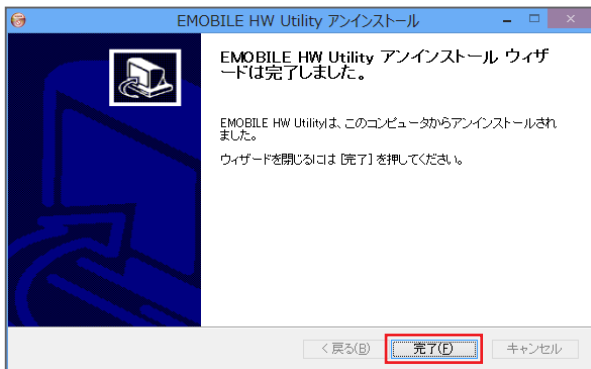 EMOBILE HW Utility アンインストール
EMOBILE HW Utility アンインストール ウィザ
ードは完了しました。
EMOBILE HW Utilityは、このコンピュータからアンインストールされ
ました。
ウィザードを閉じるには [完了] を押してください。
< 戻る(B) 完了(F) キャンセル